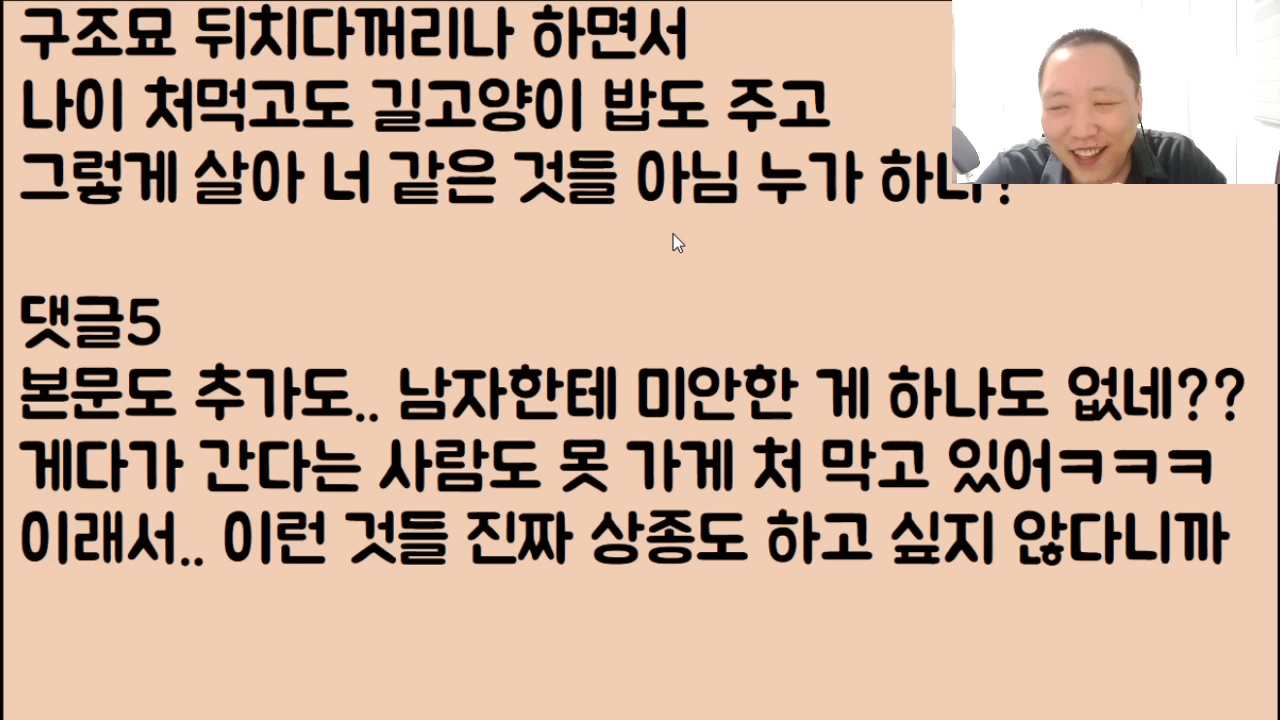 구조묘 뒤치다꺼리나 하면서
나이 처먹고도 길고양이 밥도 주고
그렇게 살아 너 같은 것들 아님 누가 하냐?
댓글5
본문도 추가도.. 남자한테 미안한 게 하나도 없네??
게다가 간다는 사람도 못 가게 처 막고 있어ㅋㅋㅋ
이래서.. 이런 것들 진짜 상종도 하고 싶지 않다니까